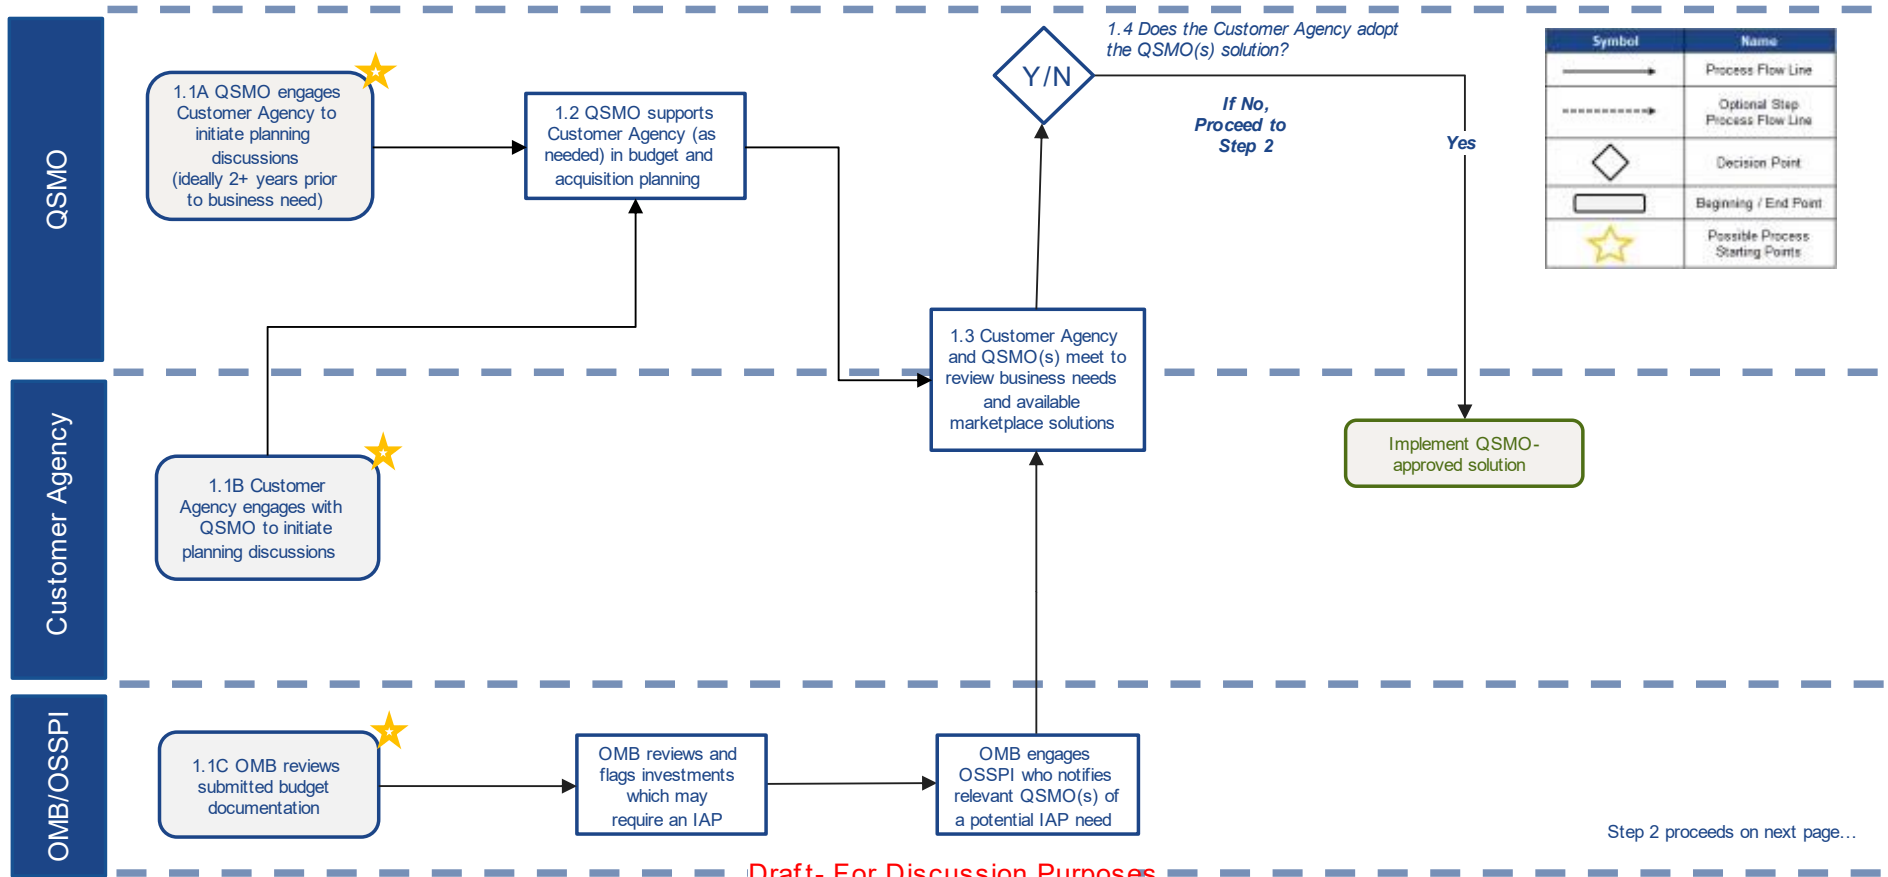 QSMO
1.1A QSMO engages
Customer Agency to
initiate planning
discussions
(ideally 2+ years prior
to business need)
1.2 QSMO supports
Customer Agency (as
needed) in budget and
acquisition planning
Y/N
1.4 Does the Customer Agency adopt
the QSMO(s) solution?
If No,
Proceed to
Step 2
Yes
Symbol Name
Process Flow Line
Optional Step
Process Flow Line
Decision Point
Beginning / End Point
Possible Process
Starting Points
1.3 Customer Agency
and QSMO(s) meet to
review business needs
and available
marketplace solutions
Customer Agency
1.1B Customer
Agency engages with
QSMO to initiate
planning discussions
Implement QSMO-
approved solution
OMB/OSSPI
1.1C OMB reviews
submitted budget
documentation
OMB reviews and
flags investments
which may
require an IAP
OMB engages
OSSPI who notifies
relevant QSMO(s) of
a potential IAP need
Step 2 proceeds on next page...
Draft- For Discussion Purposes